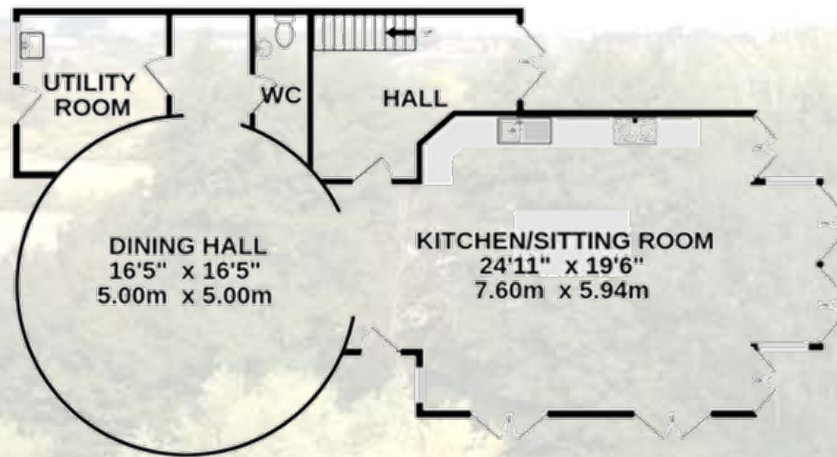 UTILITY
ROOM
WC
HALL
DINING HALL
16'5" x 16'5"
5.00m x 5.00m
KITCHEN/SITTING ROOM
24'11" x 19'6"
7.60m x 5.94m